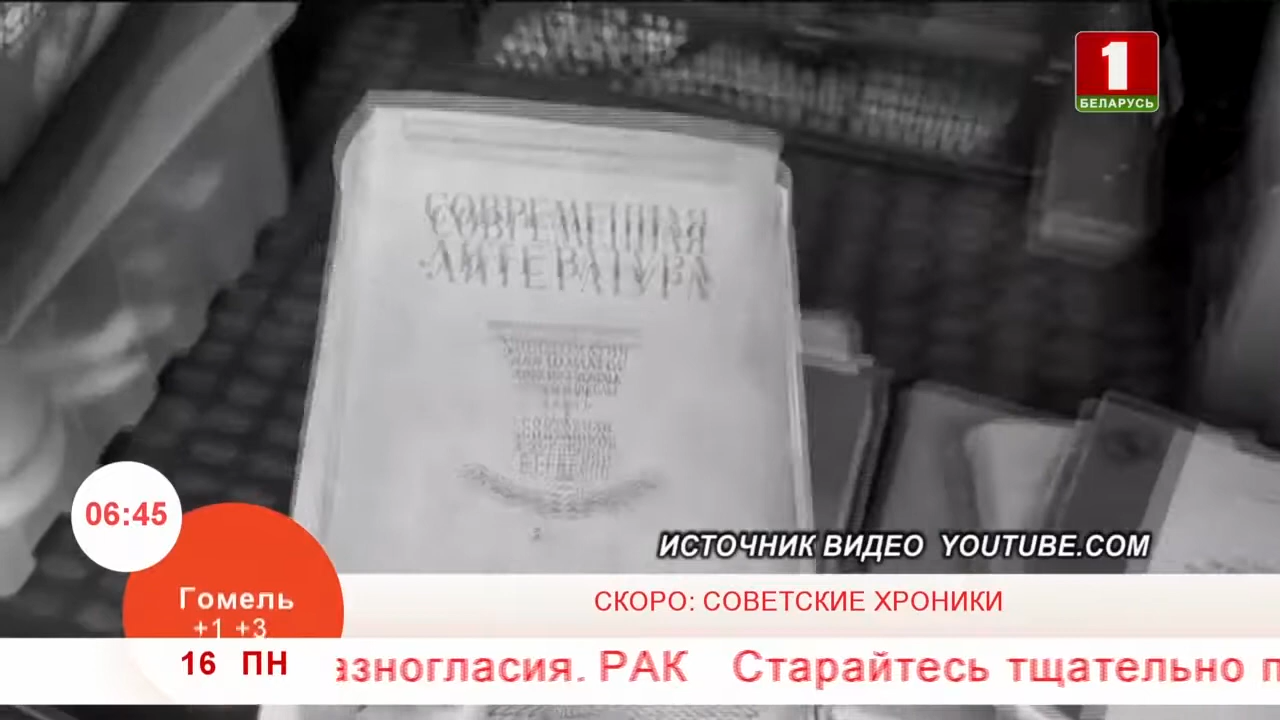 1
БЕЛАРУСЬ
СОВРЕМЕННАЯ
ЛИТЕРАТУРА
ИСТОЧНИК ВИДЕО YOUTUBE.COM
06:45
Гомель
+1 +3
СКОРО: СОВЕТСКИЕ ХРОНИКИ
16 ПН
азногласия. РАК Старайтесь тщательно п